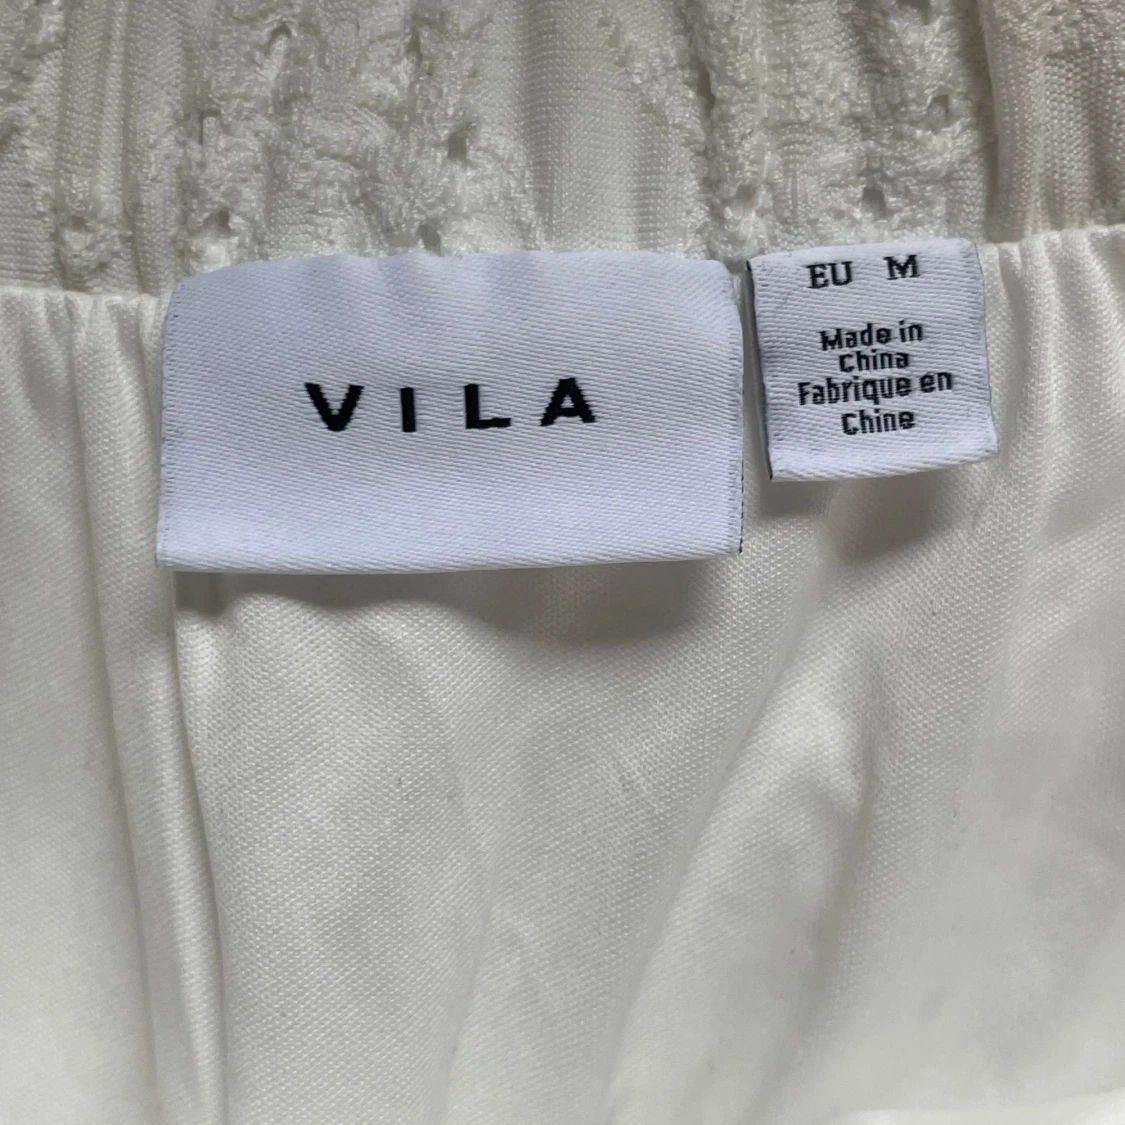 VILA
EU M
Made in
China
Fabrique en
Chine